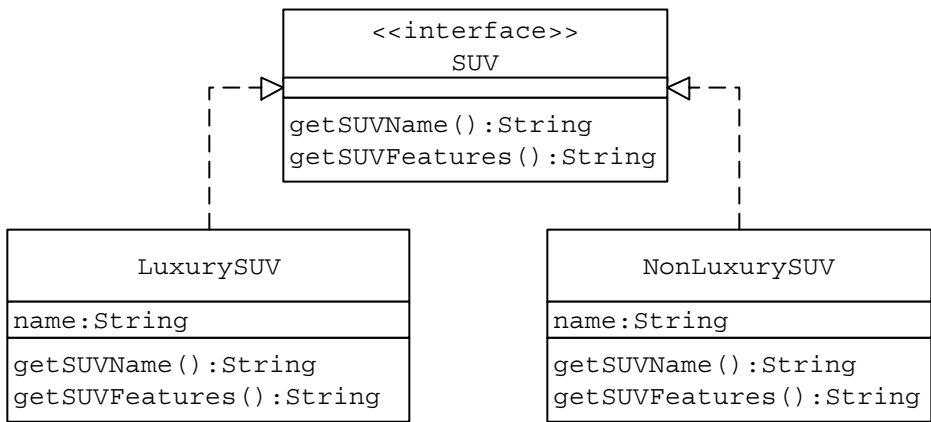 <<interface>>
SUV
getSUVName():String
getSUVFeatures():String
LuxurySUV
name:String
getSUVName():String
getSUVFeatures():String
NonLuxurySUV
name:String
getSUVName():String
getSUVFeatures():String